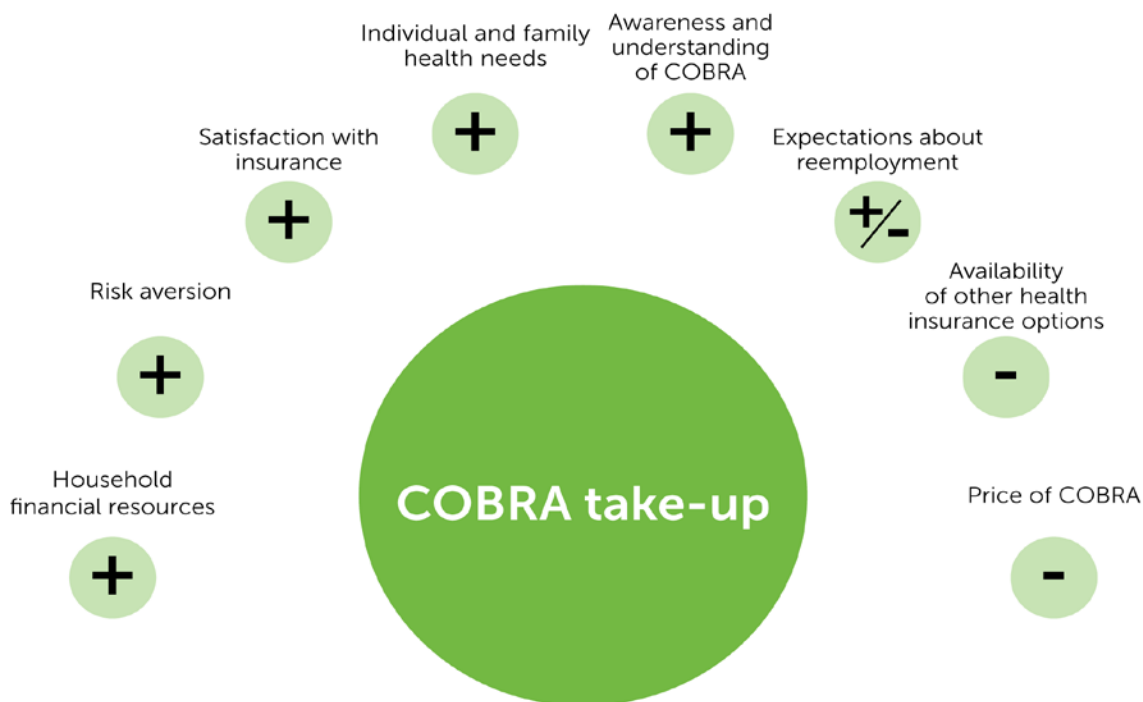 Individual and family
health needs
+
Awareness and
understanding
of COBRA
+
Satisfaction with
insurance
+
Expectations about
reemployment
+/-
Risk aversion
+
Availability
of other health
insurance options
-
Household
financial resources
+
COBRA take-up
Price of COBRA
-